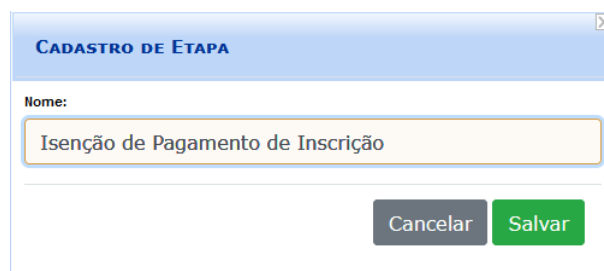 Cadastro de Etapa
Nome:
Isenção de Pagamento de Inscrição
Cancelar Salvar